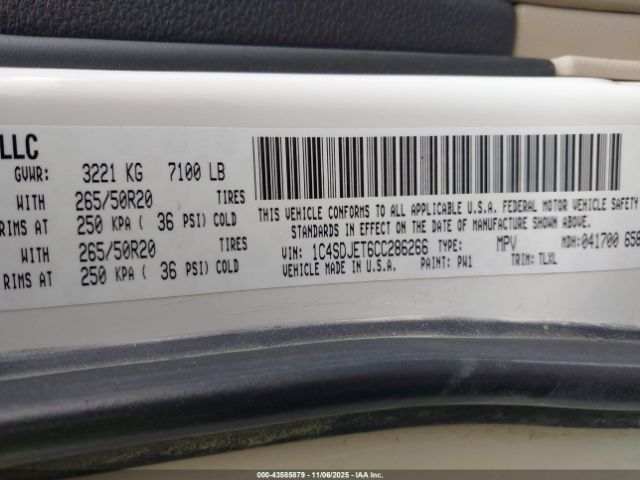 LLC
GVWR: 3221 KG 7100 LB
WITH 265/50R20 TIRES
RIMS AT 250 KPA ( 36 PSI) COLD
WITH 265/50R20 TIRES
RIMS AT 250 KPA ( 36 PSI) COLD
THIS VEHICLE CONFORMS TO ALL APPLICABLE U.S.A. FEDERAL MOTOR VEHICLE SAFETY
STANDARDS IN EFFECT ON THE DATE OF MANUFACTURE SHOWN ABOVE.
VIN: 1C4SDJET6CC286266 TYPE: MPV MDH:041700 658
VEHICLE MADE IN U.S.A. PAINT: PW1 TRIM: TLXL
© - 43585879 - 11/06/2025 - IAA Inc.